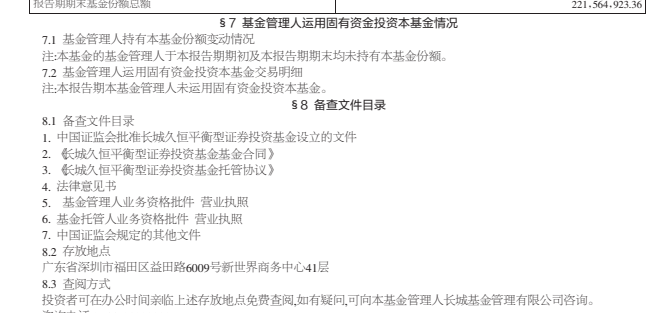 报告期期末基金份额总额 221,564,923.36
§7 基金管理人运用固有资金投资本基金情况
7.1 基金管理人持有本基金份额变动情况
注:本基金的基金管理人于本报告期期初及本报告期期末均未持有本基金份额。
7.2 基金管理人运用固有资金投资本基金交易明细
注:本报告期本基金管理人未运用固有资金投资本基金。
§8 备查文件目录
8.1 备查文件目录
1. 中国证监会批准长城久恒平衡型证券投资基金设立的文件
2. 《长城久恒平衡型证券投资基金基金合同》
3. 《长城久恒平衡型证券投资基金托管协议》
4. 法律意见书
5. 基金管理人业务资格批件 营业执照
6. 基金托管人业务资格批件 营业执照
7. 中国证监会规定的其他文件
8.2 存放地点
广东省深圳市福田区益田路6009号新世界商务中心41层
8.3 查阅方式
投资者可在办公时间亲临上述存放地点免费查阅,如有疑问,可向本基金管理人长城基金管理有限公司咨询。